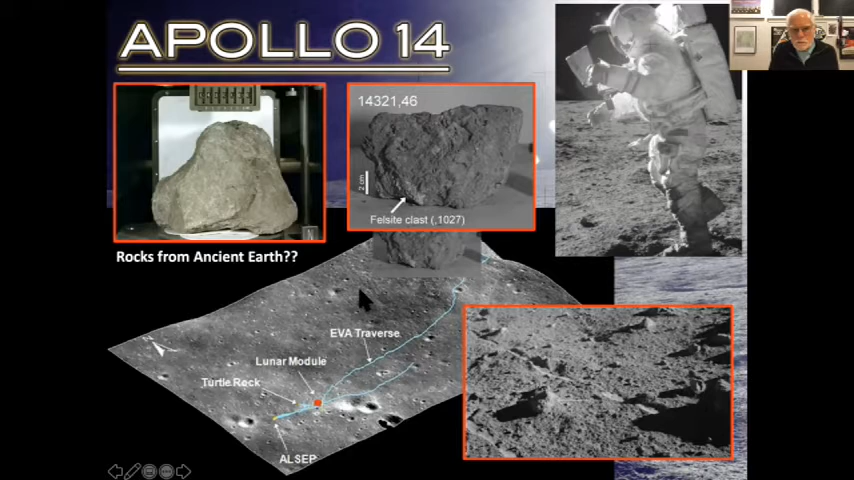 APOLLO 14
14321,46
2 cm
Felsite clast (,1027)
Rocks from Ancient Earth??
EVA Traverse
Lunar Module
Turtle Rock
ALSEP
N